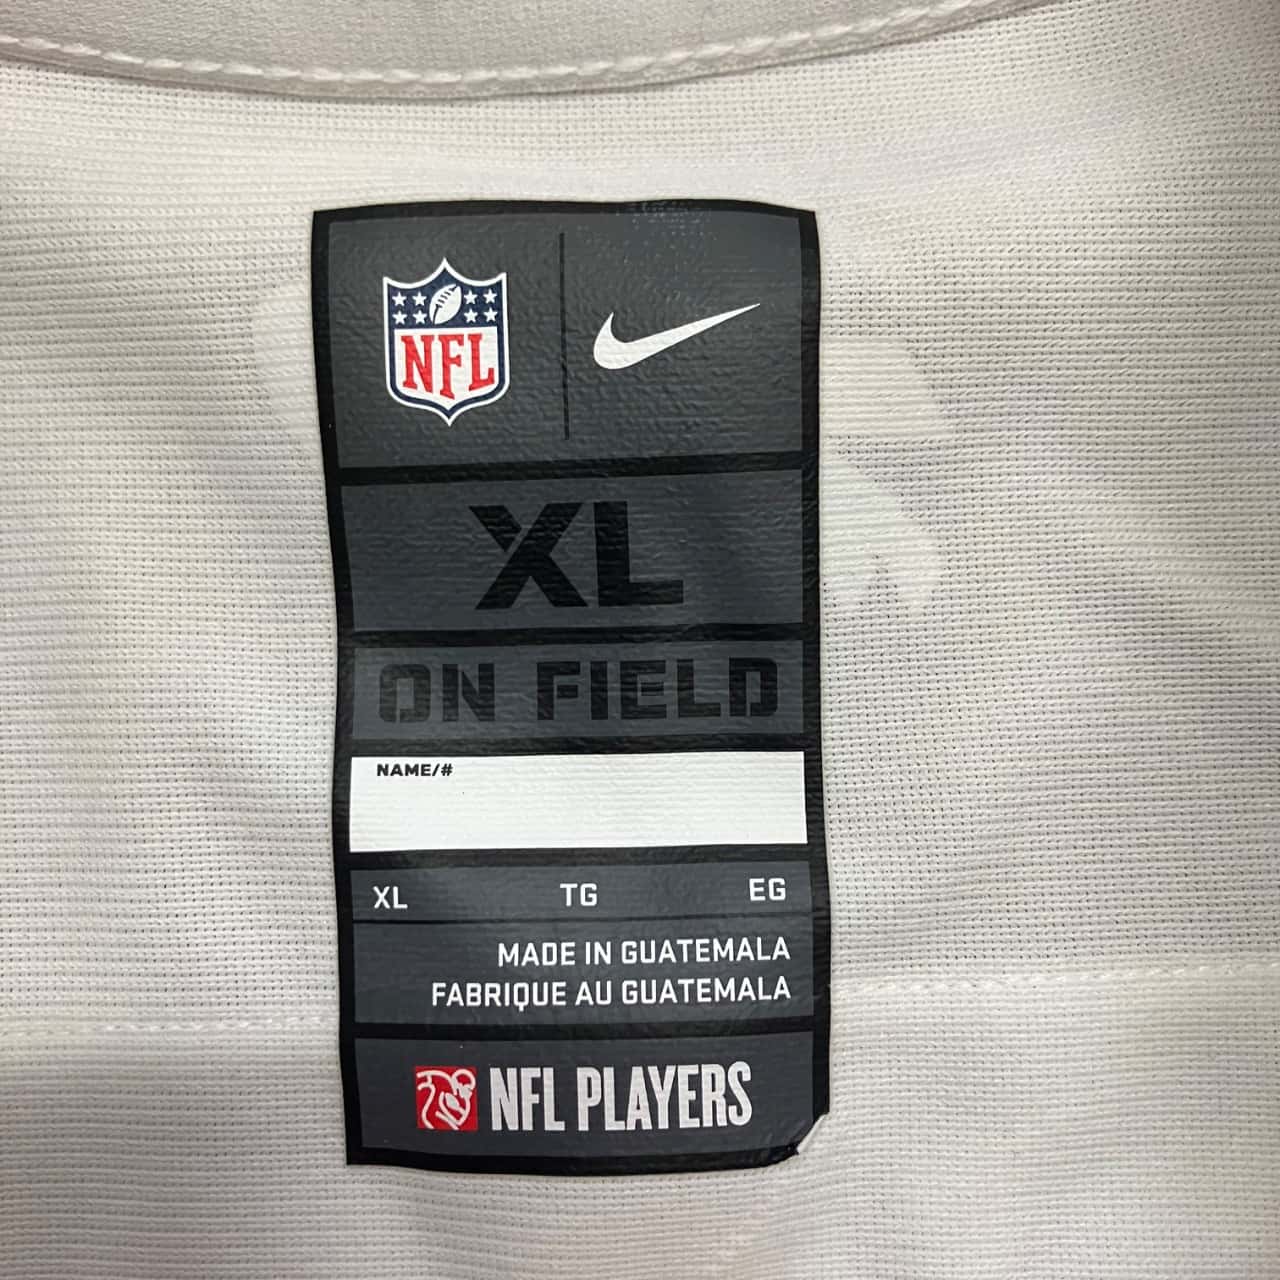 NFL
XL
ON FIELD
NAME/#
XL TG EG
MADE IN GUATEMALA
FABRIQUE AU GUATEMALA
NFL PLAYERS